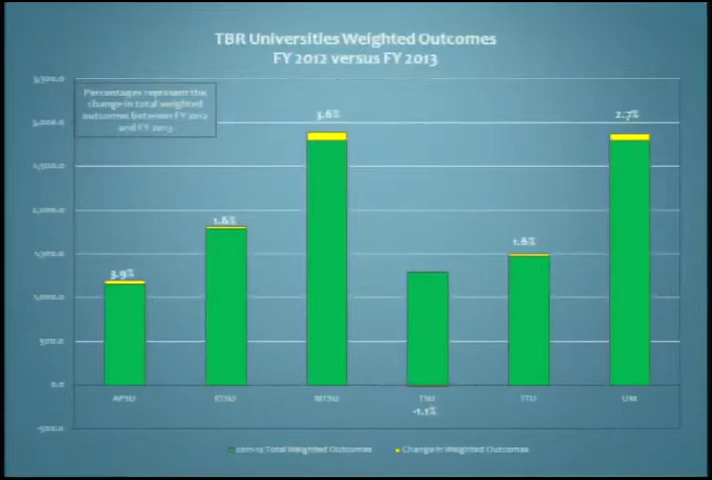 TBR Universities Weighted Outcomes
FY 2012 versus FY 2013
3,500.0
Percentages represent the
change in total weighted
outcomes between FY 2012
and FY 2013
3,000.0
2,500.0
2,000.0
1,500.0
1,000.0
500.0
0.0
-500.0
3.9%
1.6%
3.6%
-1.1%
1.6%
2.7%
APSU
ETSU
MTSU
TSU
TTU
UM
2011-12 Total Weighted Outcomes
Change in Weighted Outcomes